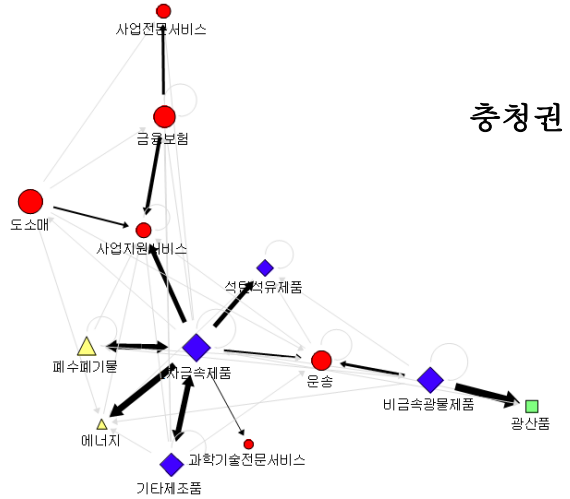 사업전문서비스
충청권
금융보험
도소매
사업지원서비스
석탄석유제품
폐수폐기물
1차금속제품
운송
비금속광물제품
광산품
에너지
과학기술전문서비스
기타제조품